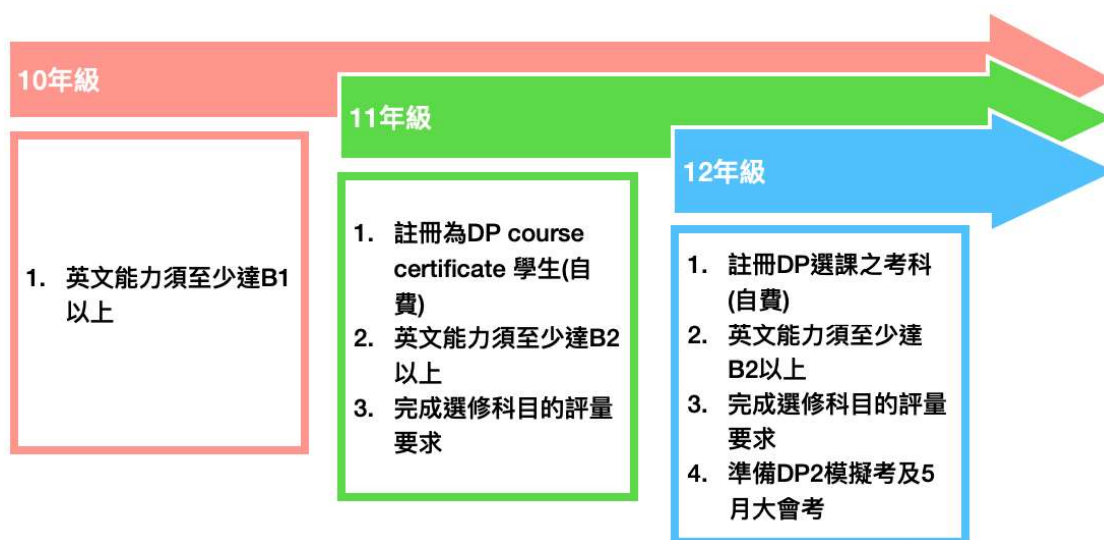 10年級
1. 英文能力須至少達B1
以上
11年級
1. 註冊為DP course
certificate 學生(自
費)
2. 英文能力須至少達B2
以上
3. 完成選修科目的評量
要求
12年級
1. 註冊DP選課之考科
(自費)
2. 英文能力須至少達
B2以上
3. 完成選修科目的評量
要求
4. 準備DP2模擬考及5
月大會考